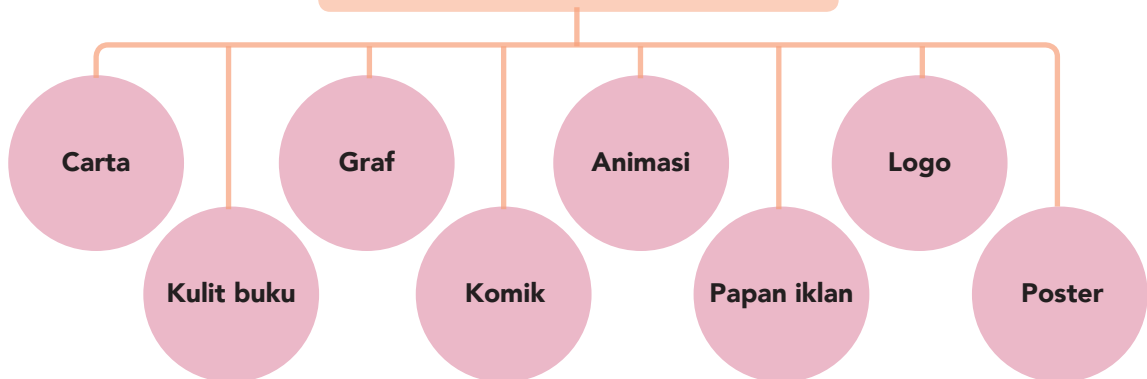 Carta
Graf
Animasi
Logo
Kulit buku
Komik
Papan iklan
Poster